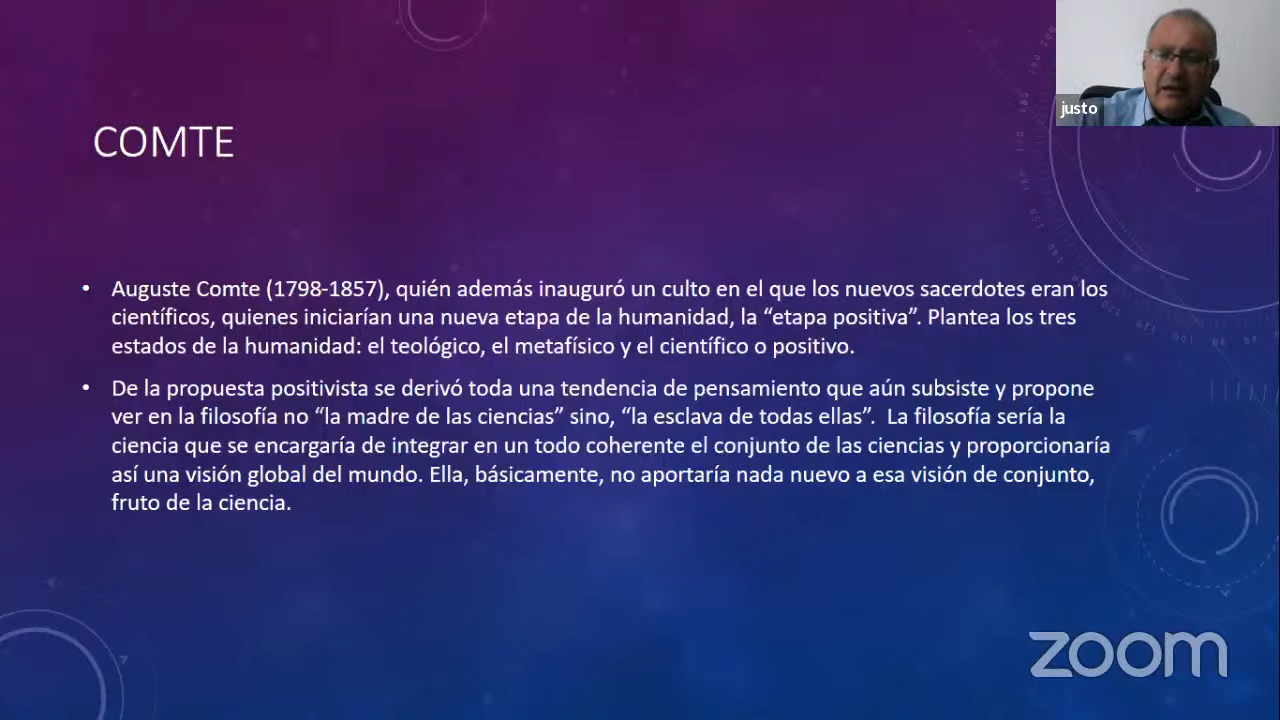 justo
COMTE
• Auguste Comte (1798-1857), quién además inauguró un culto en el que los nuevos sacerdotes eran los
científicos, quienes iniciarían una nueva etapa de la humanidad, la “etapa positiva”. Plantea los tres
estados de la humanidad: el teológico, el metafísico y el científico o positivo.
• De la propuesta positivista se derivó toda una tendencia de pensamiento que aún subsiste y propone
ver en la filosofía no “la madre de las ciencias” sino, “la esclava de todas ellas”. La filosofía sería la
ciencia que se encargaría de integrar en un todo coherente el conjunto de las ciencias y proporcionaría
así una visión global del mundo. Ella, básicamente, no aportaría nada nuevo a esa visión de conjunto,
fruto de la ciencia.
zoom